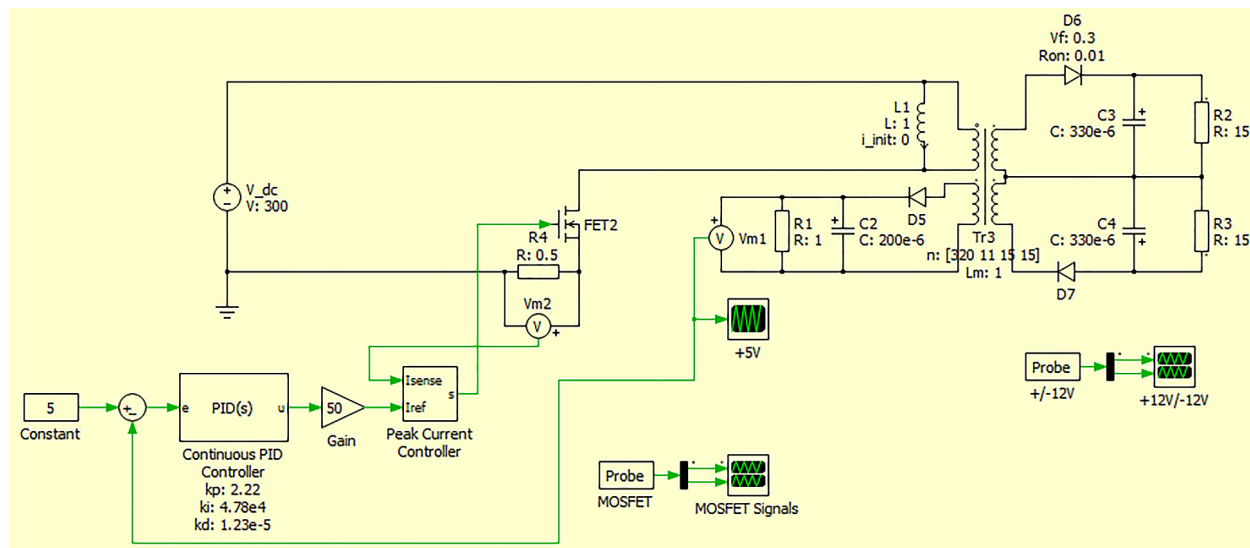 D6
Vf: 0.3
Ron: 0.01
L1
L: 1
i_init: 0
C3
C: 330e-6
R2
R: 15
V_dc
V: 300
FET2
R4
R: 0.5
Vm2
V
V
Vm1
R1
R: 1
C2
C: 200e-6
D5
Tr3
n: [320 11 15 15]
Lm: 1
C4
C: 330e-6
R3
R: 15
D7
+5V
Probe
+/-12V
+12V/-12V
5
Constant
e
PID(s)
u
Continuous PID
Controller
kp: 2.22
ki: 4.78e4
kd: 1.23e-5
50
Gain
Isense
Iref
s
Peak Current
Controller
Probe
MOSFET
MOSFET Signals